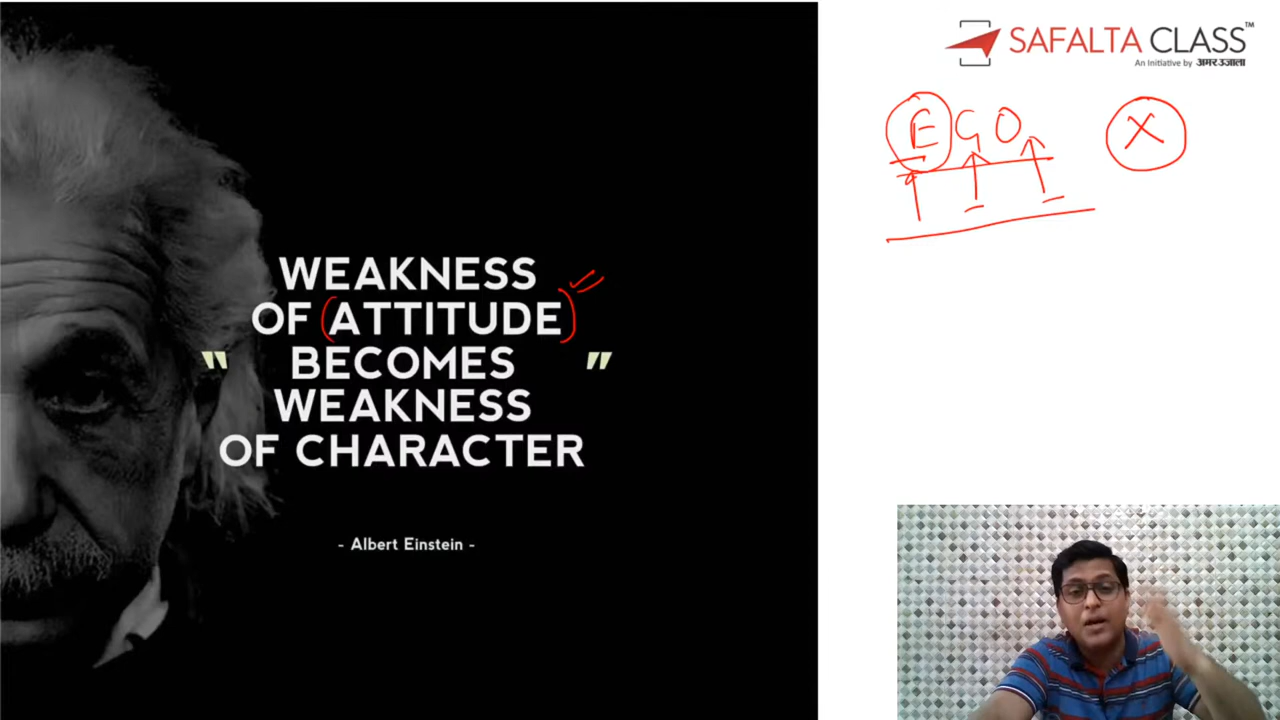 SAFALTA CLASS™
An Initiative by अमर उजाला
EGO X
WEAKNESS
OF (ATTITUDE)
" BECOMES "
WEAKNESS
OF CHARACTER
- Albert Einstein -